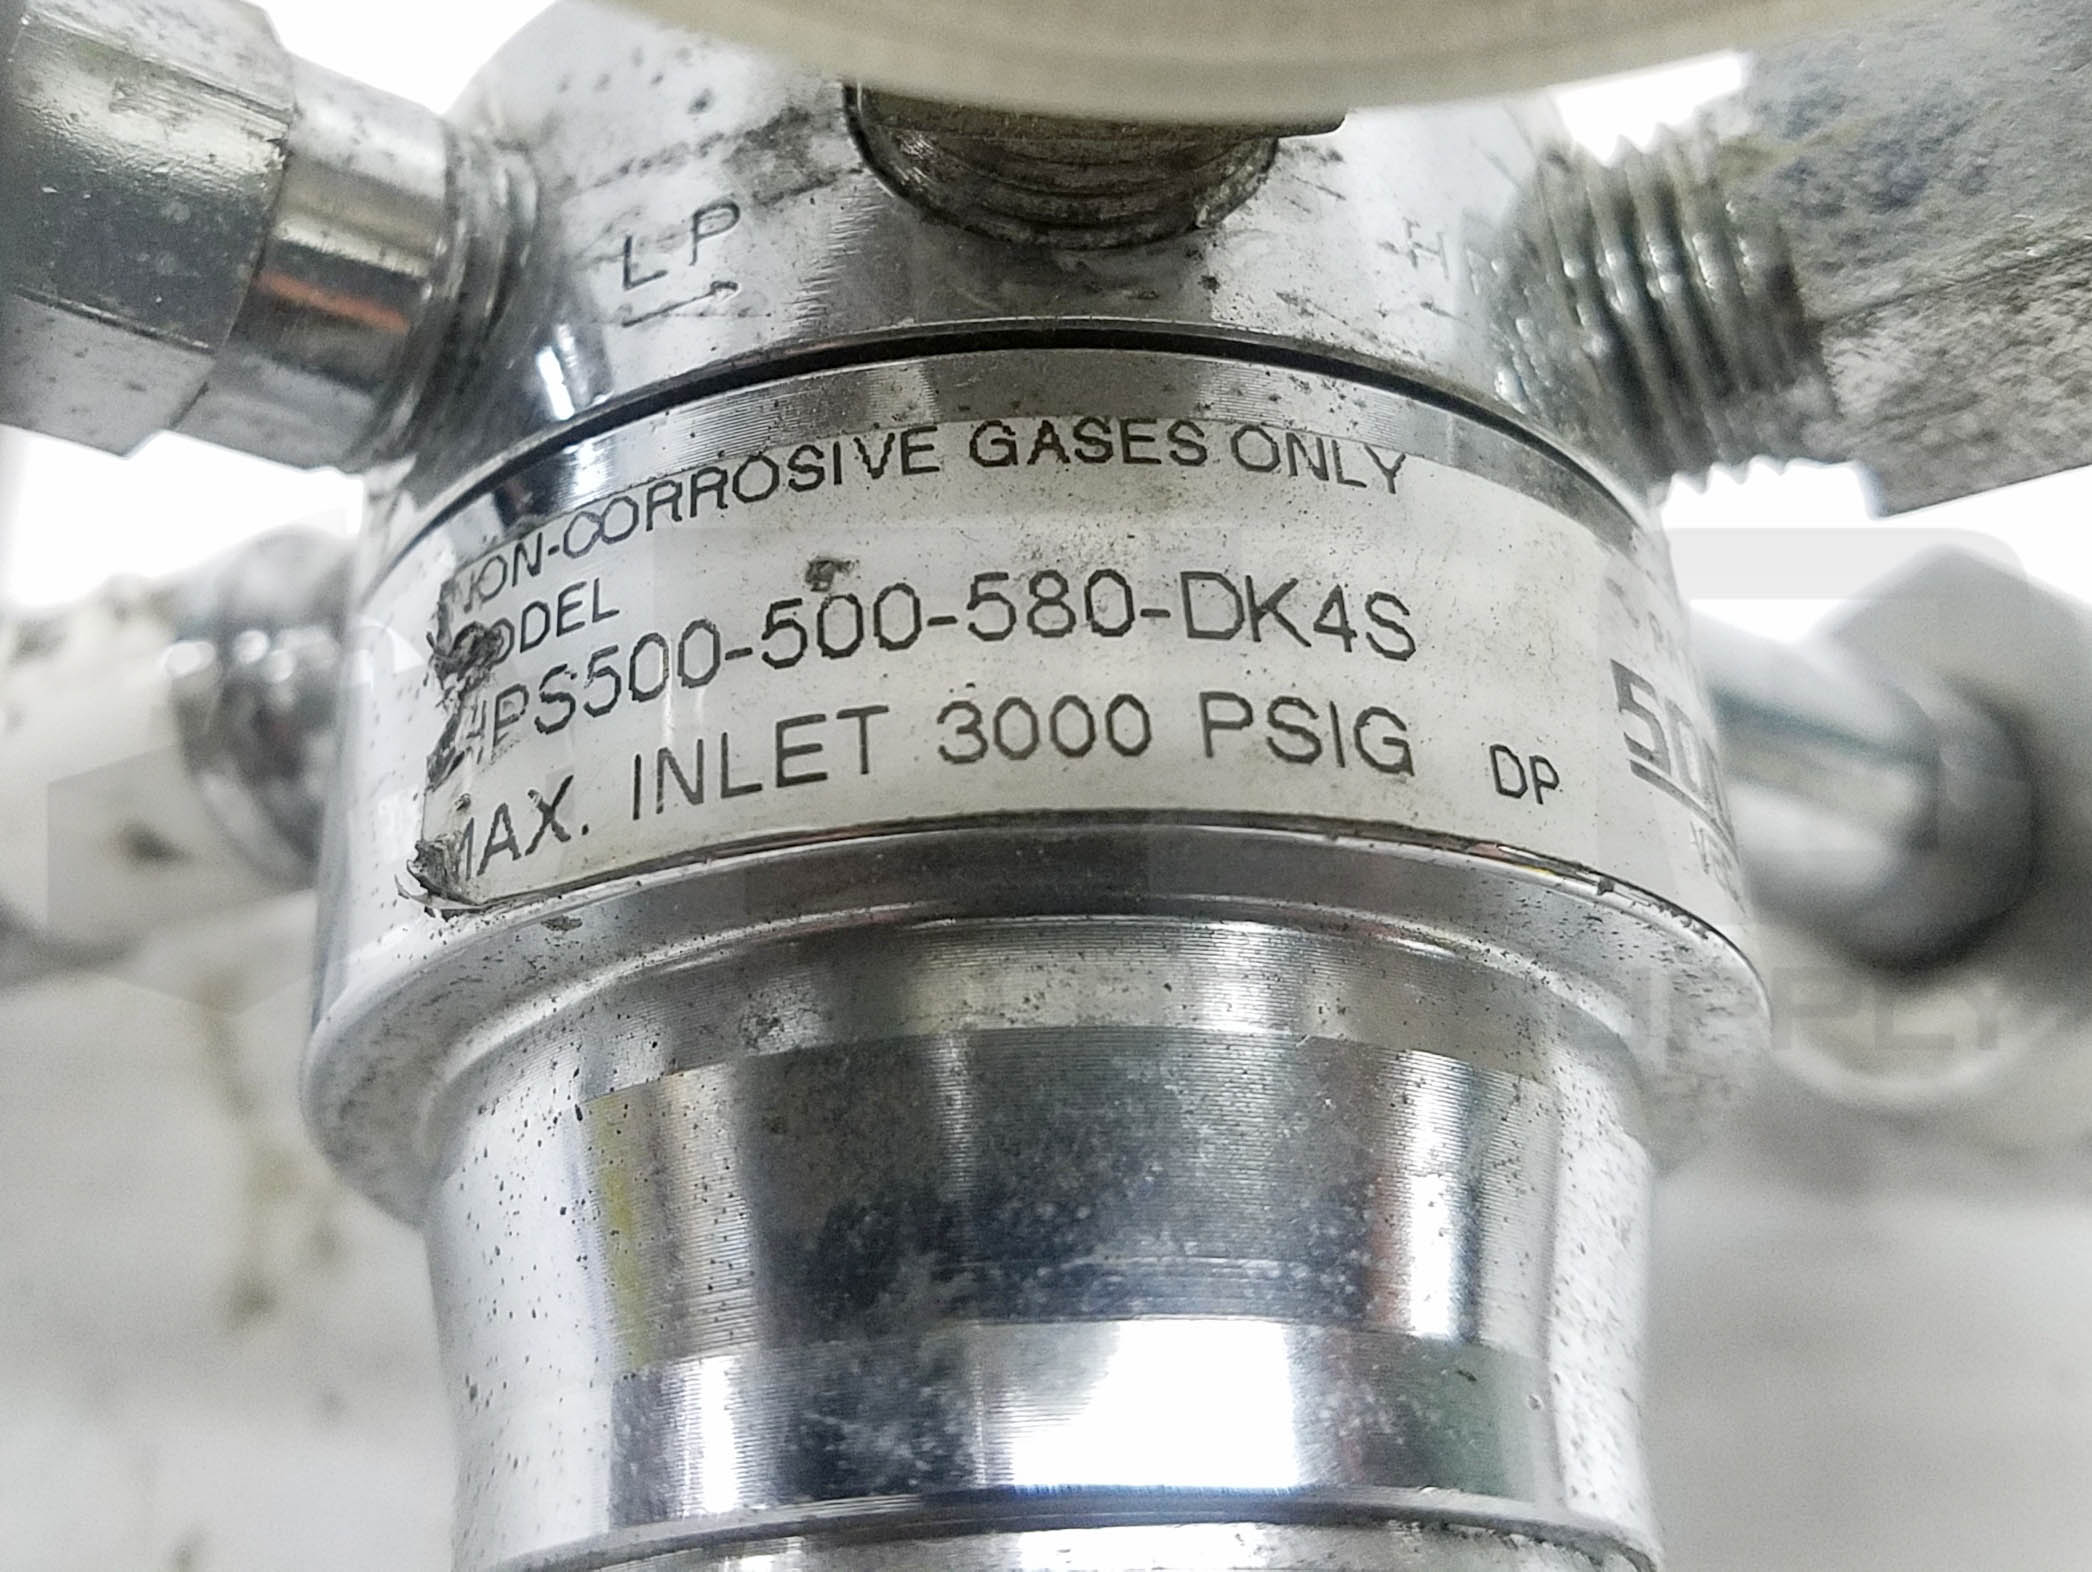 LP
H
NON-CORROSIVE GASES ONLY
MODEL
HPS500-500-580-DK4S
MAX. INLET 3000 PSIG DP